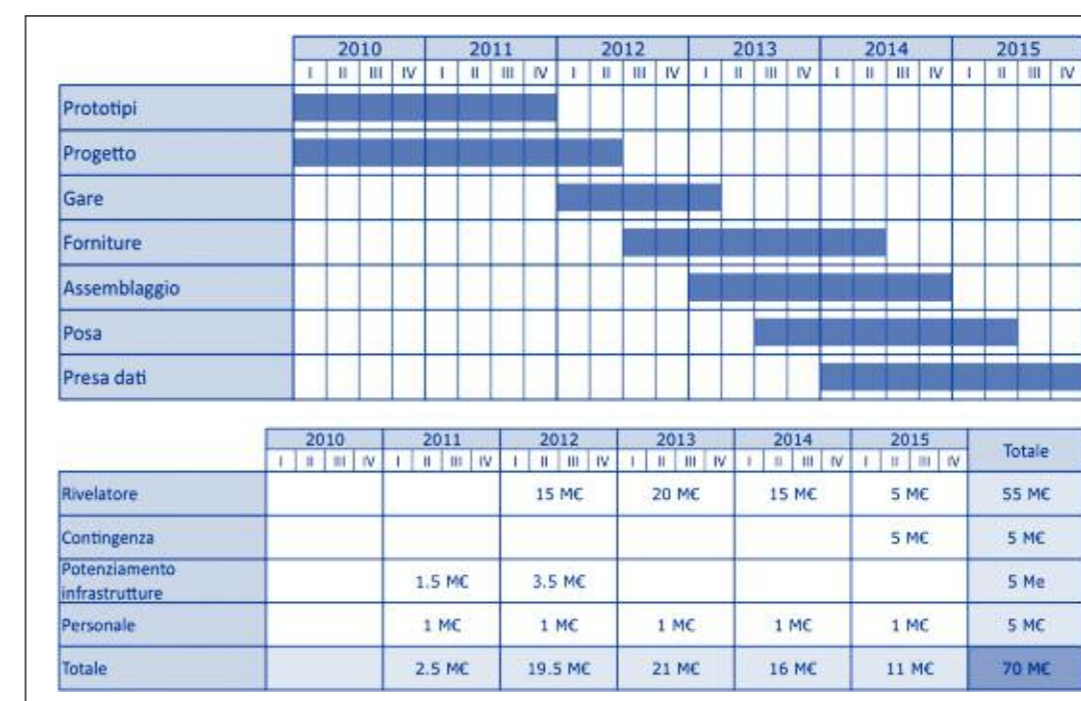 2010 2011 2012 2013 2014 2015
I II III IV I II III IV I II III IV I II III IV I II III IV I II III IV
Prototipi
Progetto
Gare
Forniture
Assemblaggio
Posa
Presa dati
2010 2011 2012 2013 2014 2015 Totale
I II III IV I II III IV I II III IV I II III IV I II III IV I II III IV
Rivelatore 15 M€ 20 M€ 15 M€ 5 M€ 55 M€
Contingenza 5 M€ 5 M€
Potenziamento
infrastrutture 1.5 M€ 3.5 M€ 5 Me
Personale 1 M€ 1 M€ 1 M€ 1 M€ 1 M€ 5 M€
Totale 2.5 M€ 19.5 M€ 21 M€ 16 M€ 11 M€ 70 M€